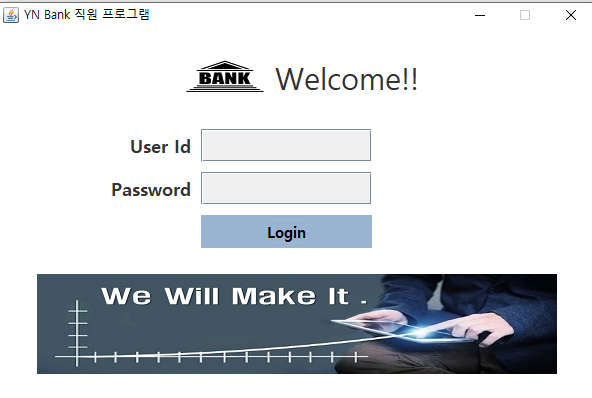 YN Bank 직원 프로그램
BANK Welcome!!
User Id
Password
Login
We Will Make It .